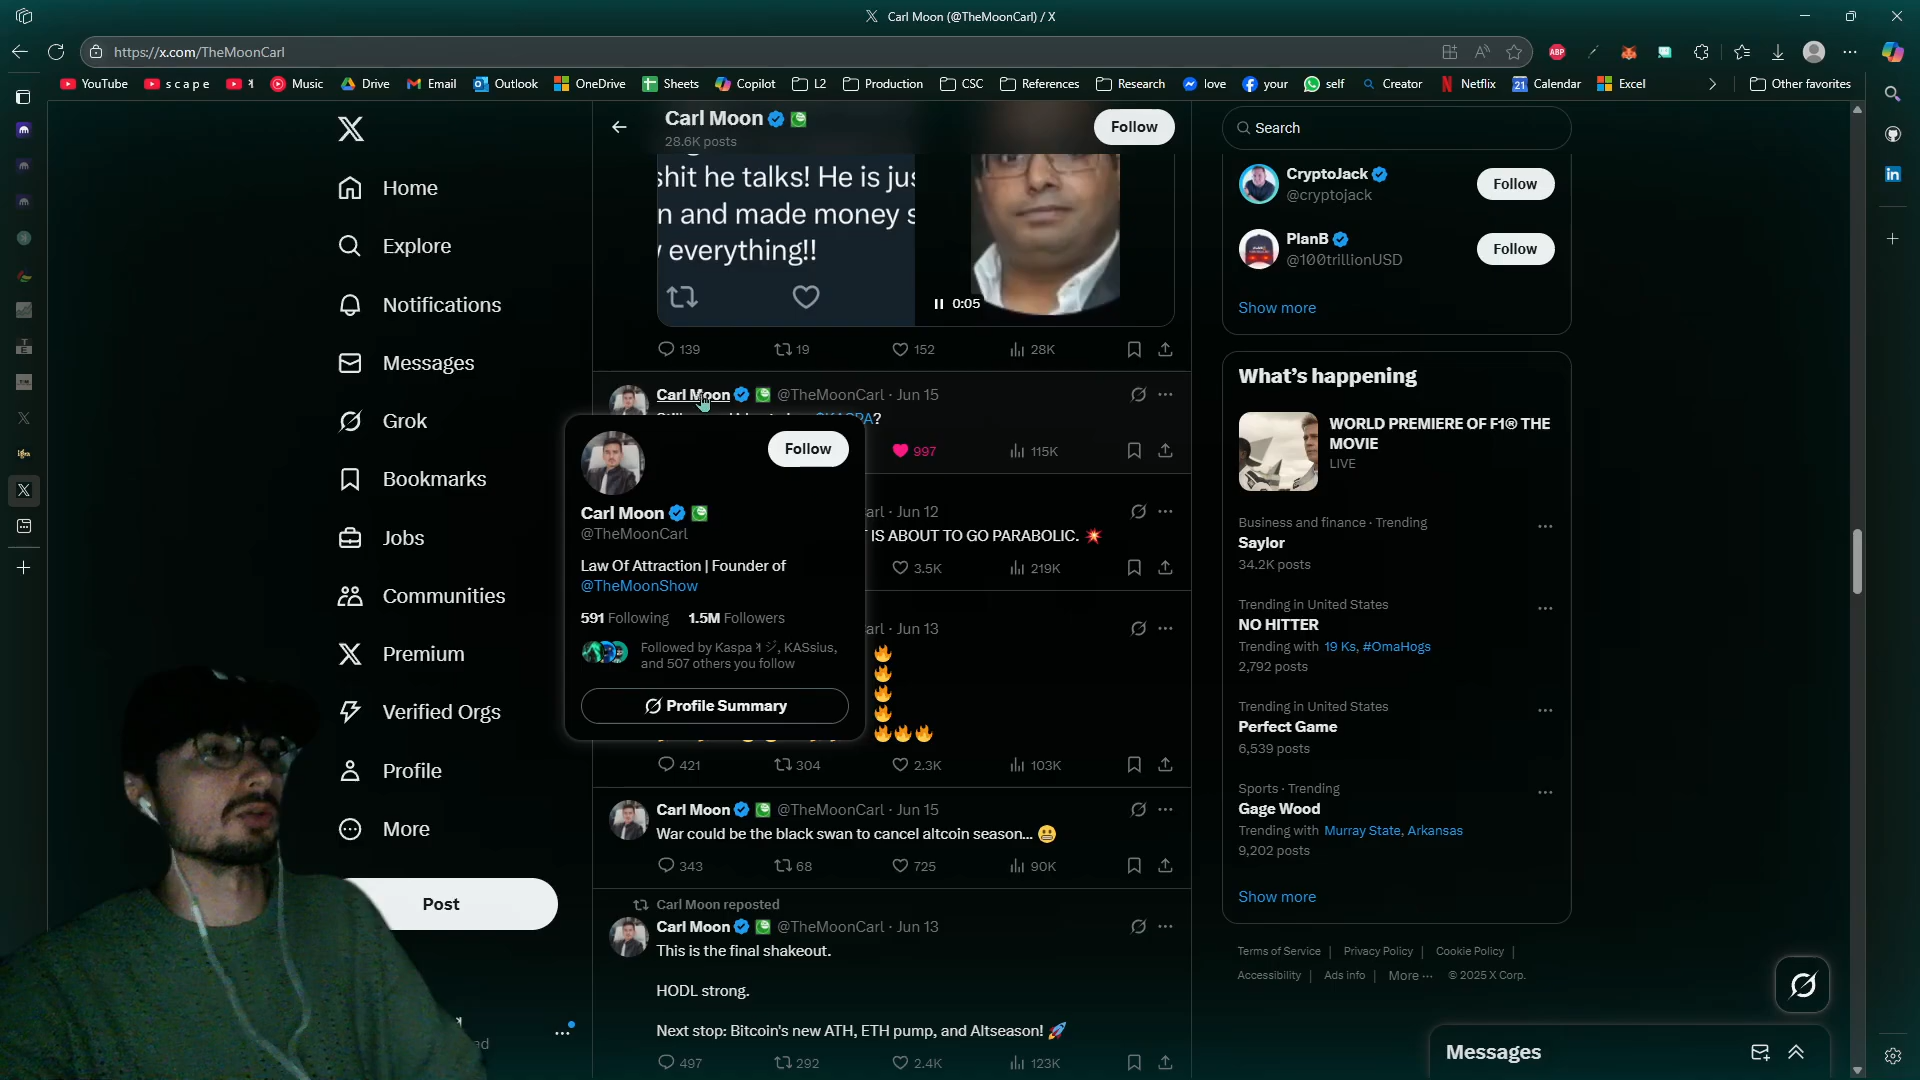 Carl Moon (@TheMoonCarl) / X
https://x.com/TheMoonCarl
YouTube
s c a p e
Music
Drive
Email
Outlook
OneDrive
Sheets
Copilot
L2
Production
CSC
References
Research
love
your
self
Creator
Netflix
Calendar
Excel
Other favorites
Home
Explore
Notifications
Messages
Grok
Bookmarks
Jobs
Communities
Premium
Verified Orgs
Profile
More
Post
Carl Moon
28.6K posts
Follow
shit he talks! He is
and made money
everything!!
0:05
139 19 152 28K
Carl Moon @TheMoonCarl · Jun 15
997 115K
Follow
Carl Moon
@TheMoonCarl
Law Of Attraction | Founder of
@TheMoonShow
591 Following 1.5M Followers
Followed by Kaspa, KASsius,
and 507 others you follow
Profile Summary
· Jun 12
IS ABOUT TO GO PARABOLIC. 💥
3.5K 219K
· Jun 13
🔥
🔥
🔥
🔥
🔥🔥🔥
421 304 2.3K 103K
Carl Moon @TheMoonCarl · Jun 15
War could be the black swan to cancel altcoin season... 😬
343 68 725 90K
Carl Moon reposted
Carl Moon @TheMoonCarl · Jun 13
This is the final shakeout.
HODL strong.
Next stop: Bitcoin's new ATH, ETH pump, and Altseason! 🚀
497 292 2.4K 123K
Search
CryptoJack
@cryptojack
Follow
PlanB
@100trillionUSD
Follow
Show more
What's happening
WORLD PREMIERE OF F1® THE
MOVIE
LIVE
Business and finance · Trending
Saylor
34.2K posts
Trending in United States
NO HITTER
Trending with 19 Ks, #OmaHogs
2,792 posts
Trending in United States
Perfect Game
6,539 posts
Sports · Trending
Gage Wood
Trending with Murray State, Arkansas
9,202 posts
Show more
Terms of Service | Privacy Policy | Cookie Policy |
Accessibility | Ads info | More ··· © 2025 X Corp.
Messages